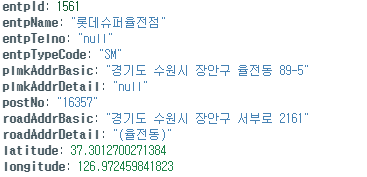 entpId: 1561
entpName: "롯데슈퍼율전점"
entpTelno: "null"
entpTypeCode: "SM"
plmkAddrBasic: "경기도 수원시 장안구 율전동 89-5"
plmkAddrDetail: "null"
postNo: "16357"
roadAddrBasic: "경기도 수원시 장안구 서부로 2161"
roadAddrDetail: "(율전동)"
latitude: 37.3012700271384
longitude: 126.972459841823